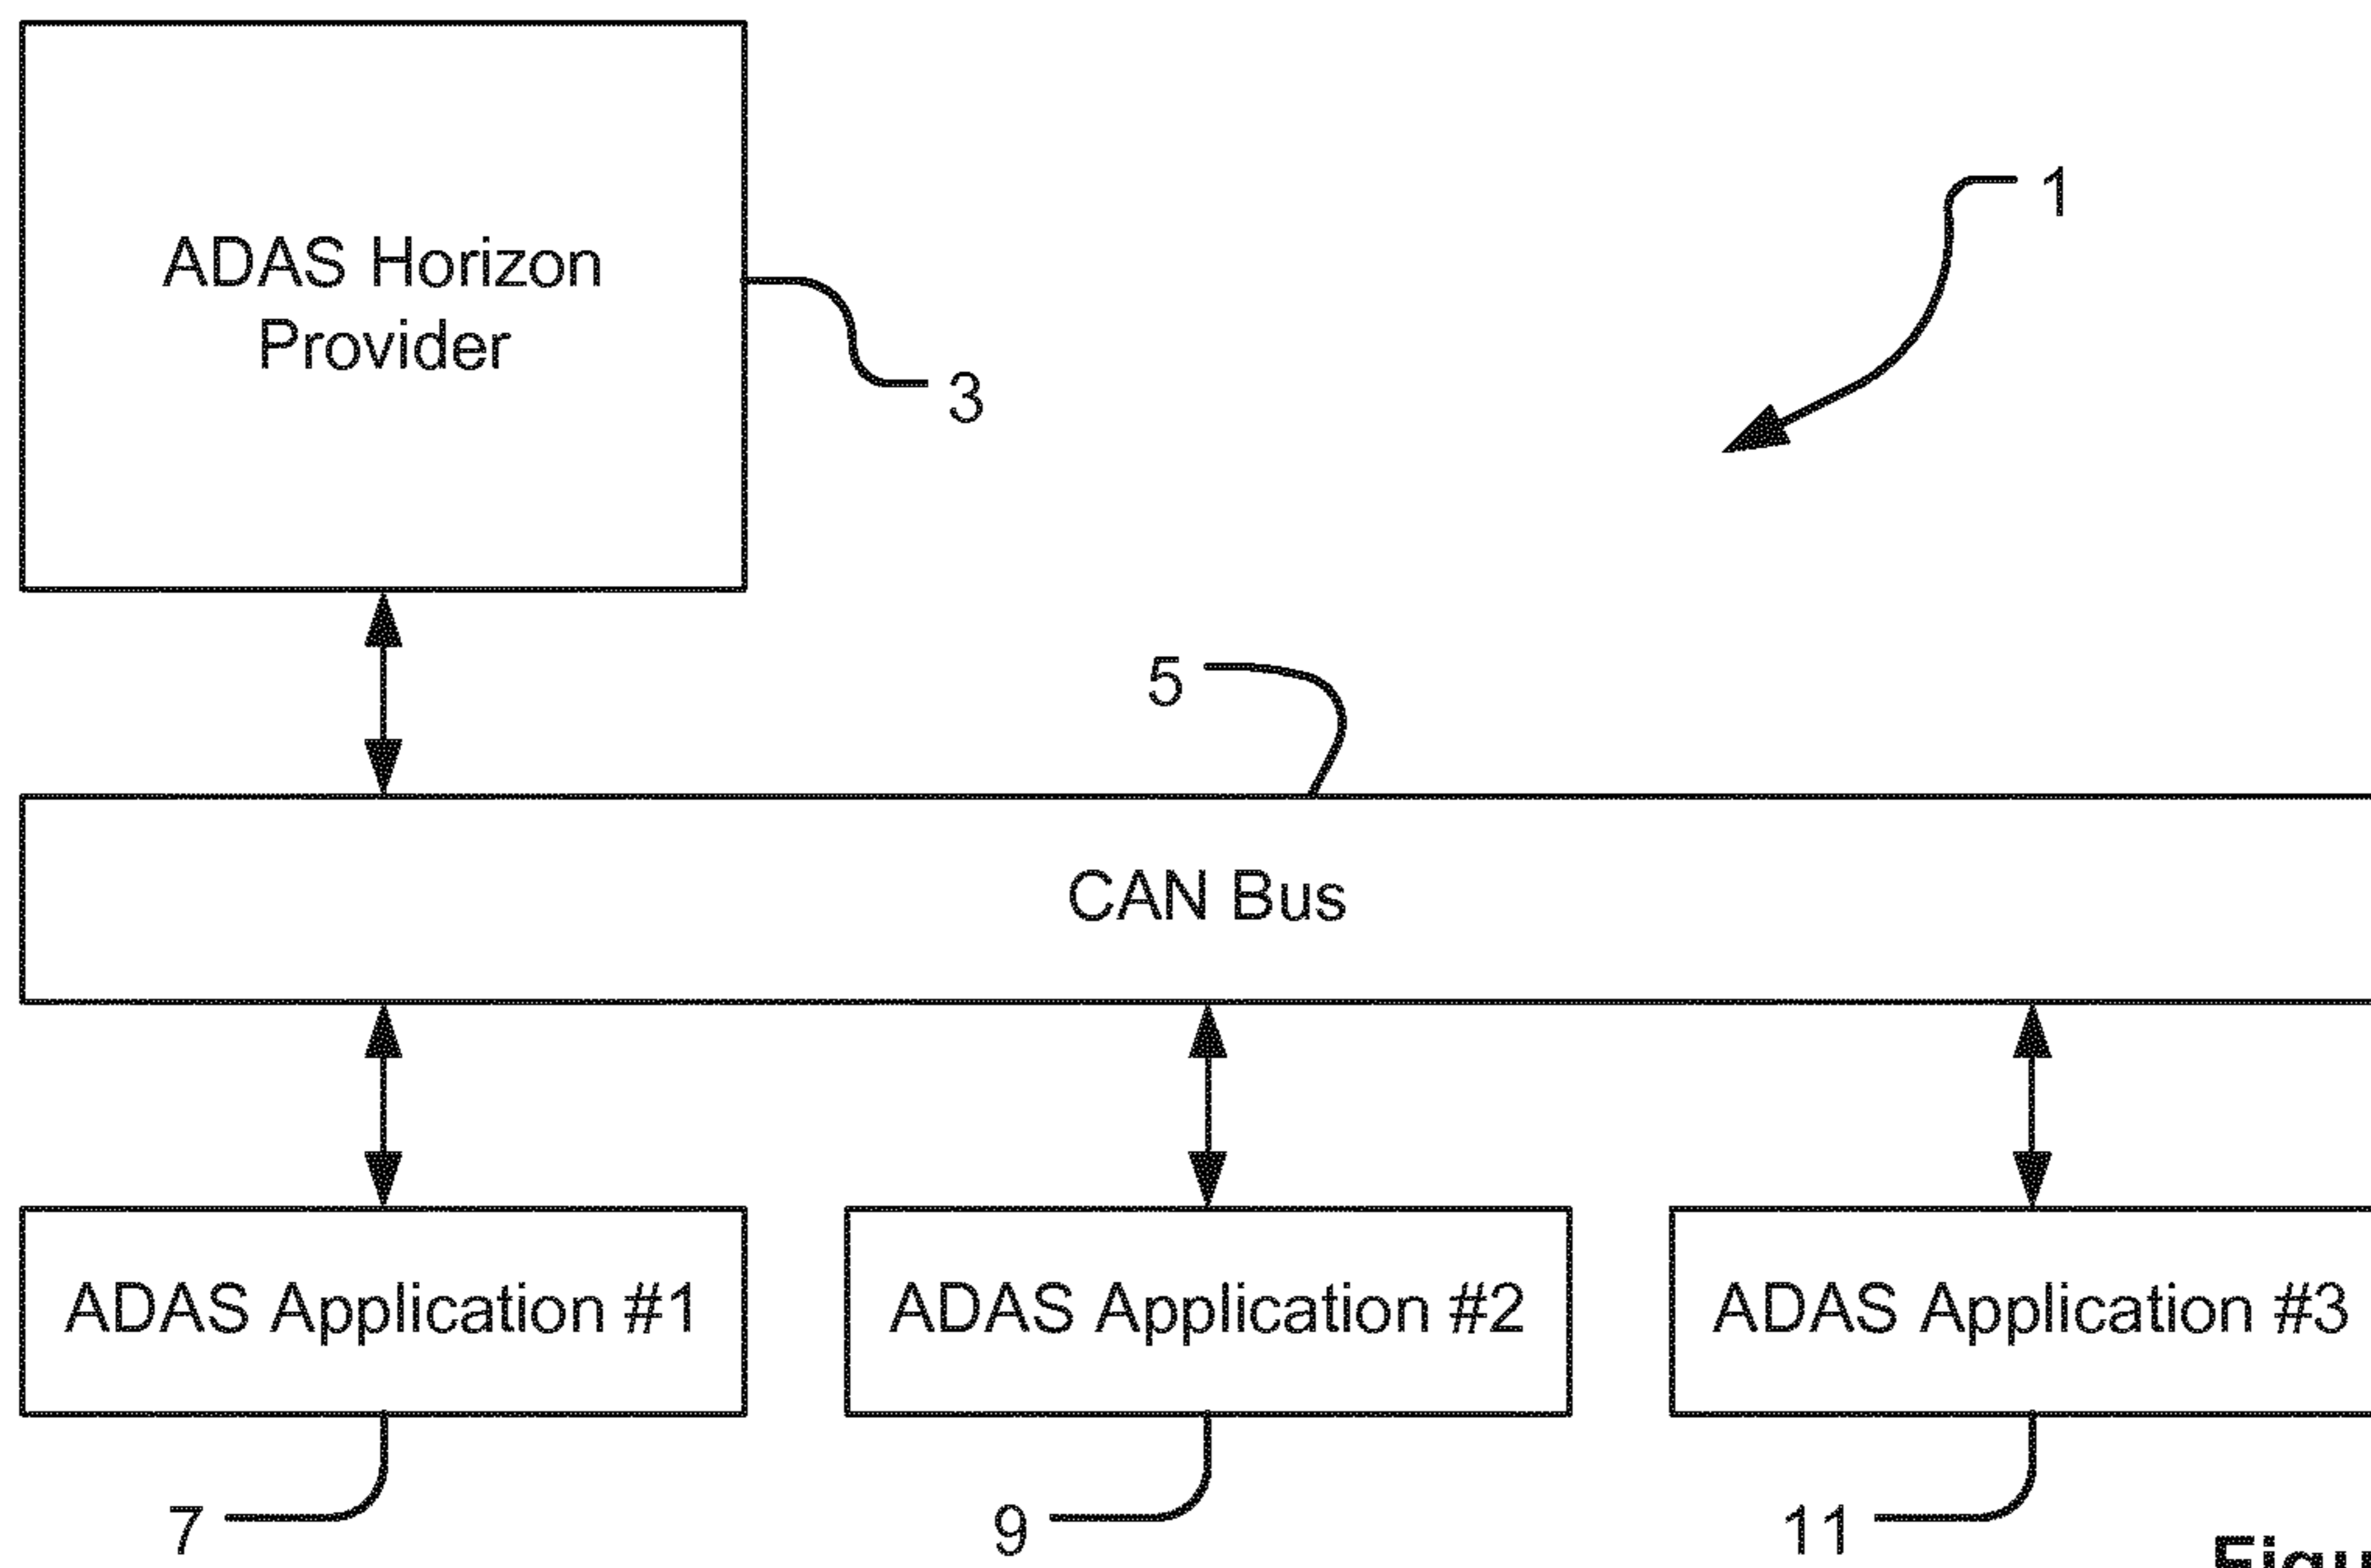 ADAS Horizon
Provider
1
3
5
CAN Bus
ADAS Application #1
ADAS Application #2
ADAS Application #3
7
9
11